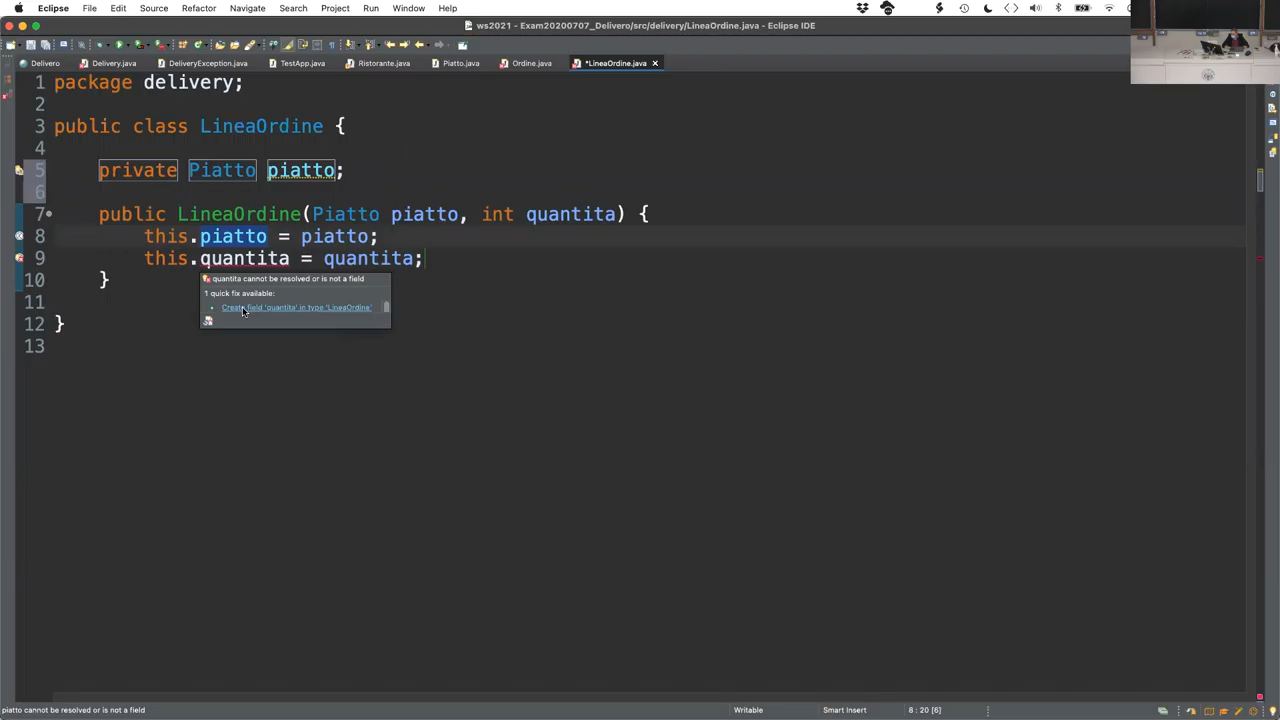 Eclipse File Edit Source Refactor Navigate Search Project Run Window Help
ws2021 - Exam20200707_Delivero/src/delivery/LineaOrdine.java - Eclipse IDE
Delivero Delivery.java DeliveryException.java TestApp.java Ristorante.java Piatto.java Ordine.java *LineaOrdine.java
1 package delivery;
2
3 public class LineaOrdine {
4
5 private Piatto piatto;
6
7 public LineaOrdine(Piatto piatto, int quantita) {
8 this.piatto = piatto;
9 this.quantita = quantita;
10 }
quantita cannot be resolved or is not a field
1 quick fix available:
11
Create field 'quantita' in type 'LineaOrdine'
12 }
13
piatto cannot be resolved or is not a field Writable Smart Insert 8 : 20 [6]